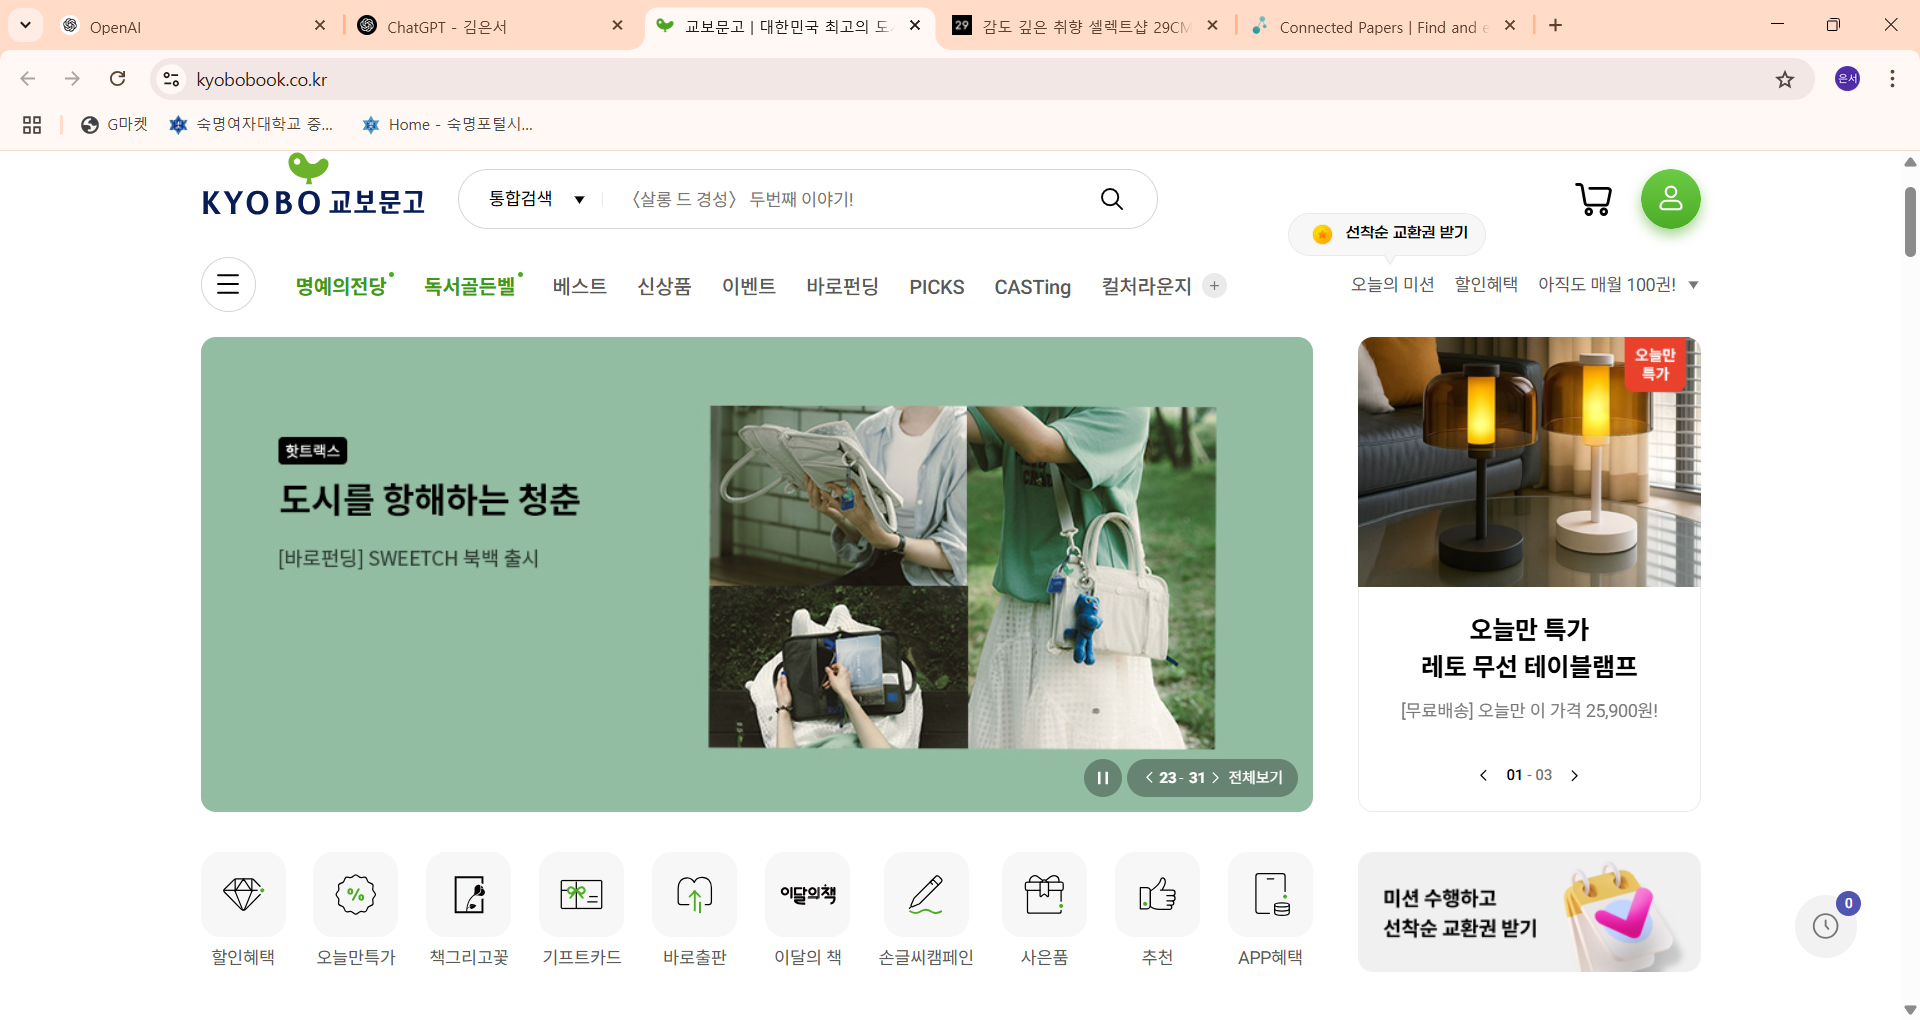 OpenAI
ChatGPT - 김은서
교보문고 | 대한민국 최고의 도
감도 깊은 취향 셀렉트샵 29CM
Connected Papers | Find and e
kyobobook.co.kr
은서
G마켓
숙명여자대학교 중...
Home - 숙명포털시...
KYOBO 교보문고
통합검색
〈살롱 드 경성〉 두번째 이야기!
선착순 교환권 받기
명예의전당
독서골든벨
베스트
신상품
이벤트
바로펀딩
PICKS
CASTing
컬처라운지
오늘의 미션
할인혜택
아직도 매월 100권!
핫트랙스
도시를 항해하는 청춘
[바로펀딩] SWEETCH 북백 출시
23 - 31
전체보기
오늘만
특가
오늘만 특가
레토 무선 테이블램프
[무료배송] 오늘만 이 가격 25,900원!
01 - 03
이달의책
할인혜택
오늘만특가
책그리고꽃
기프트카드
바로출판
이달의 책
손글씨캠페인
사은품
추천
APP혜택
미션 수행하고
선착순 교환권 받기
0